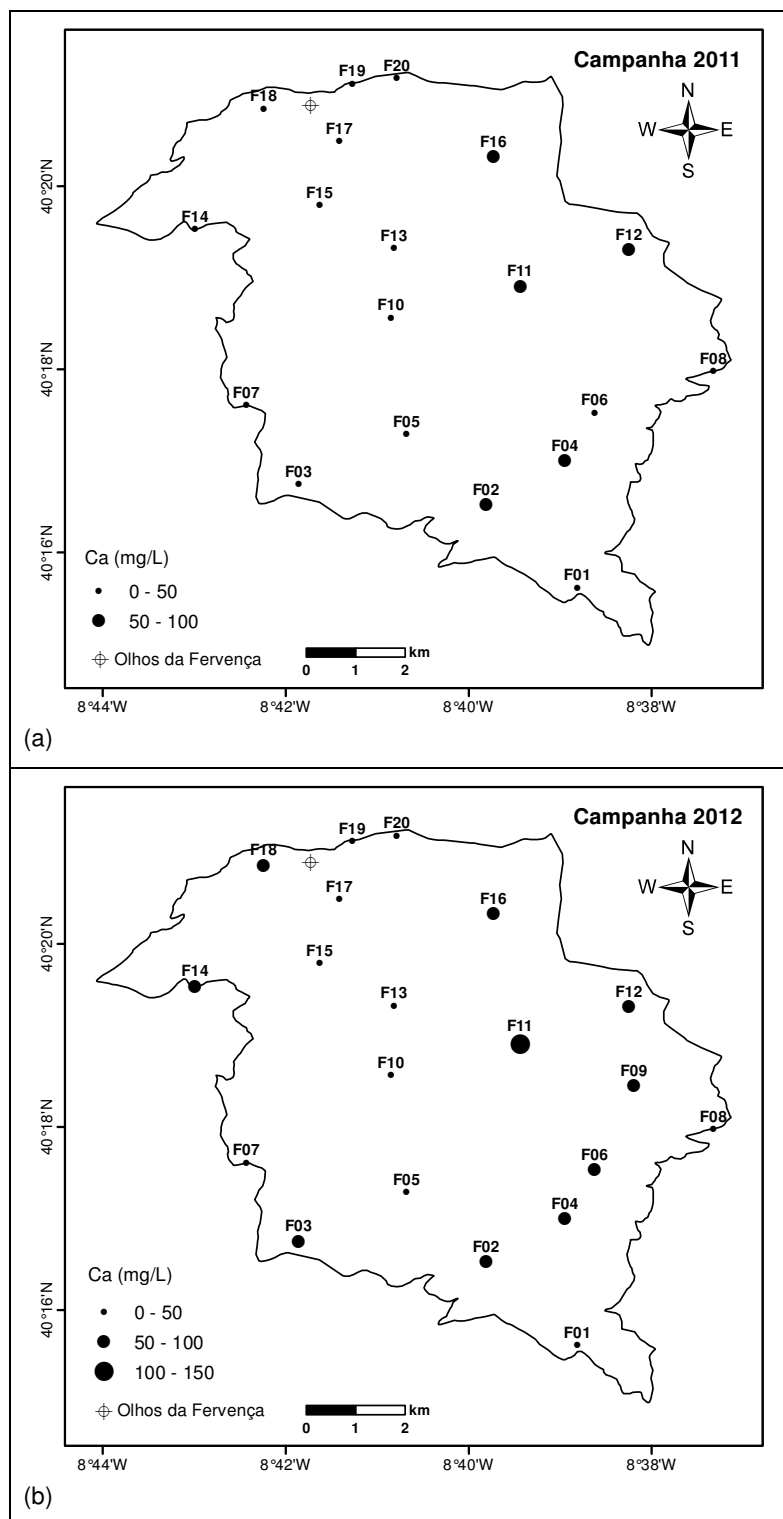 Campanha 2011
N
W E
S
F19 F20
F18
F17
F16
F15
F14
F13
F12
F11
F10
F08
F07
F06
F05
F04
F03
F02
F01
40°20'N
40°18'N
40°16'N
Ca (mg/L)
0 - 50
50 - 100
Olhos da Fervença
km
0 1 2
8°44'W 8°42'W 8°40'W 8°38'W
(a)
Campanha 2012
N
W E
S
F19 F20
F18
F17
F16
F15
F14
F13
F12
F11
F10
F09
F08
F07
F06
F05
F04
F03
F02
F01
40°20'N
40°18'N
40°16'N
Ca (mg/L)
0 - 50
50 - 100
100 - 150
Olhos da Fervença
km
0 1 2
8°44'W 8°42'W 8°40'W 8°38'W
(b)